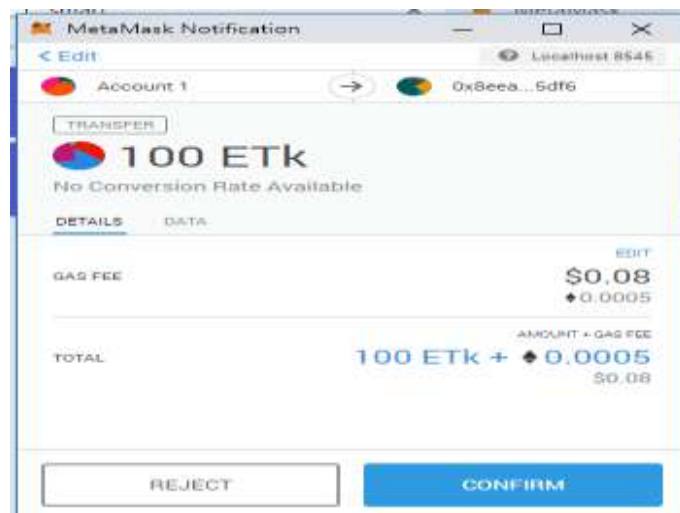 MetaMask Notification
< Edit
Localhost 8545
Account 1
0x8eea...5df6
TRANSFER
100 ETk
No Conversion Rate Available
DETAILS DATA
EDIT
GAS FEE $0.08
0.0005
AMOUNT + GAS FEE
TOTAL 100 ETk + 0.0005
$0.08
REJECT CONFIRM